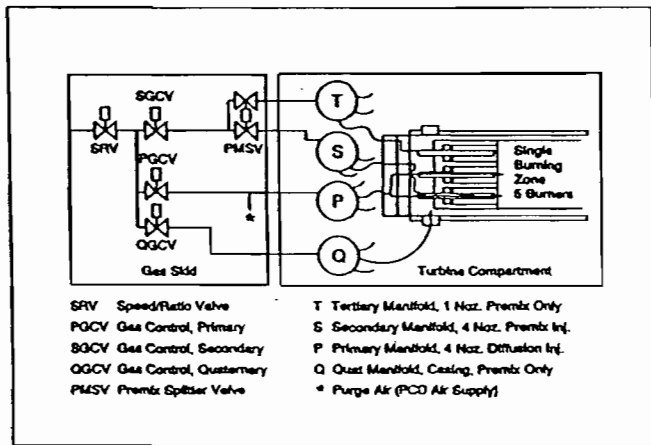 SGCV
T
SRV
PMSV
S
Single
Burning
Zone
5 Burners
PGCV
P
*
QGCV
Q
Gas Skid
Turbine Compartment
SRV Speed/Ratio Valve
PGCV Gas Control, Primary
SGCV Gas Control, Secondary
QGCV Gas Control, Quaternary
PMSV Premix Splitter Valve
T Tertiary Manifold, 1 Noz. Premix Only
S Secondary Manifold, 4 Noz. Premix Inj.
P Primary Manifold, 4 Noz. Diffusion Inj.
Q Quat Manifold, Casing, Premix Only
* Purge Air (PCD Air Supply)